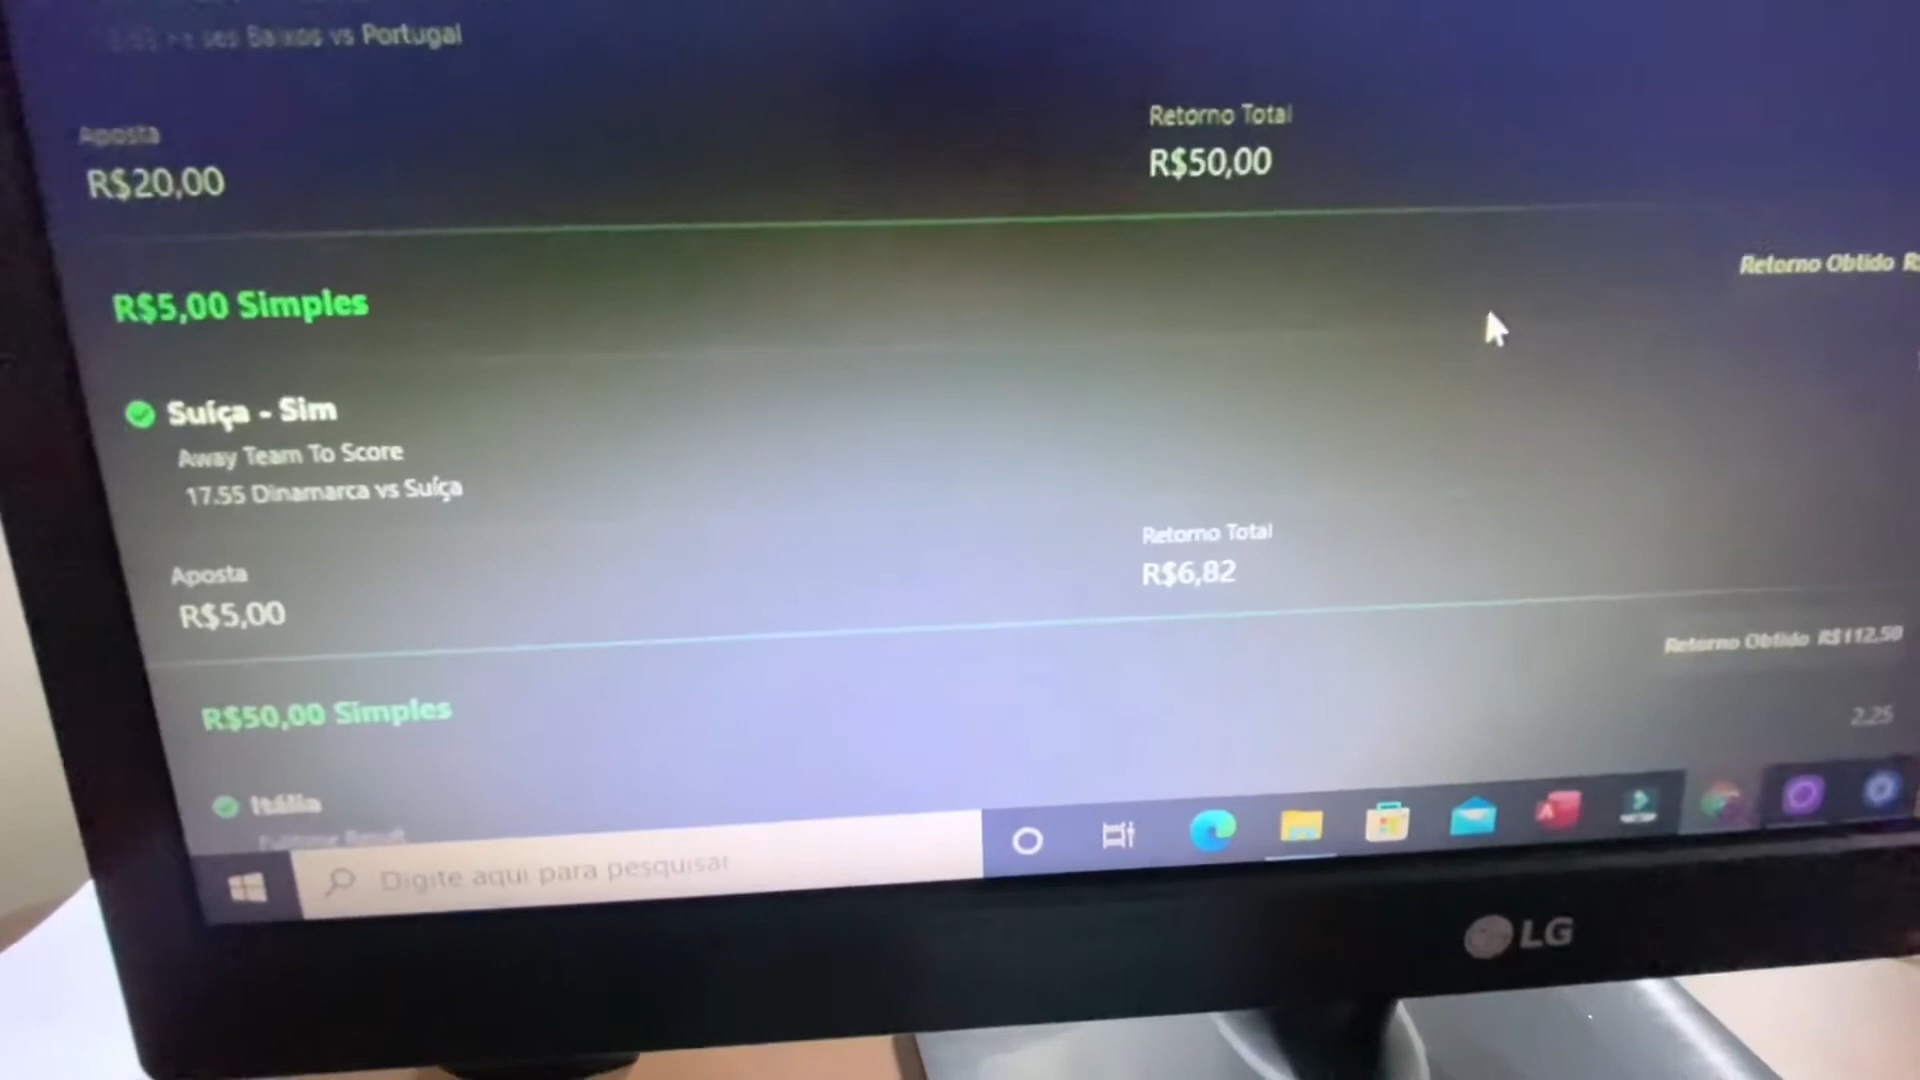 Baixos vs Portugal
Aposta
R$20,00
Retorno Total
R$50,00
Retorno Obtido
R$5,00 Simples
Suíça - Sim
Away Team To Score
17.55 Dinamarca vs Suíça
Aposta
R$5,00
Retorno Total
R$6,82
Retorno Obtido R$112.50
R$50,00 Simples
2.25
Itália
Fulltime Result
Digite aqui para pesquisar
LG